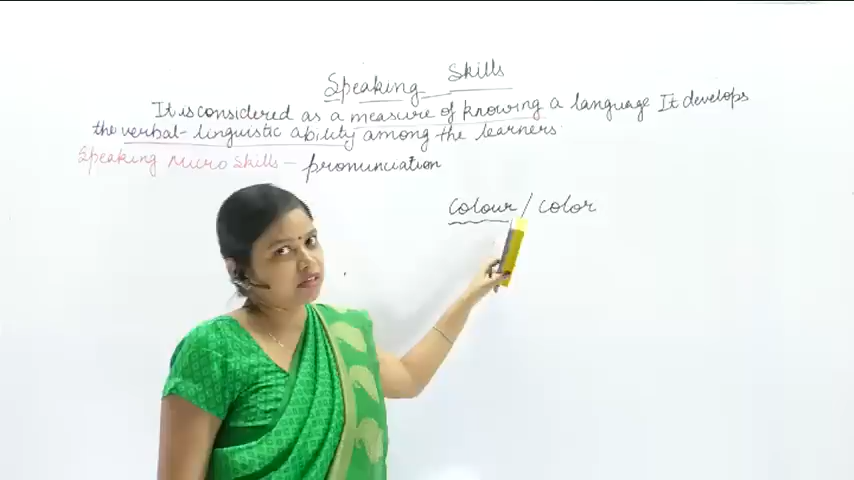 Speaking Skills
It is considered as a measure of knowing a language It develops
the verbal-linguistic ability among the learners.
Speaking Micro Skills - pronunciation
colour / color